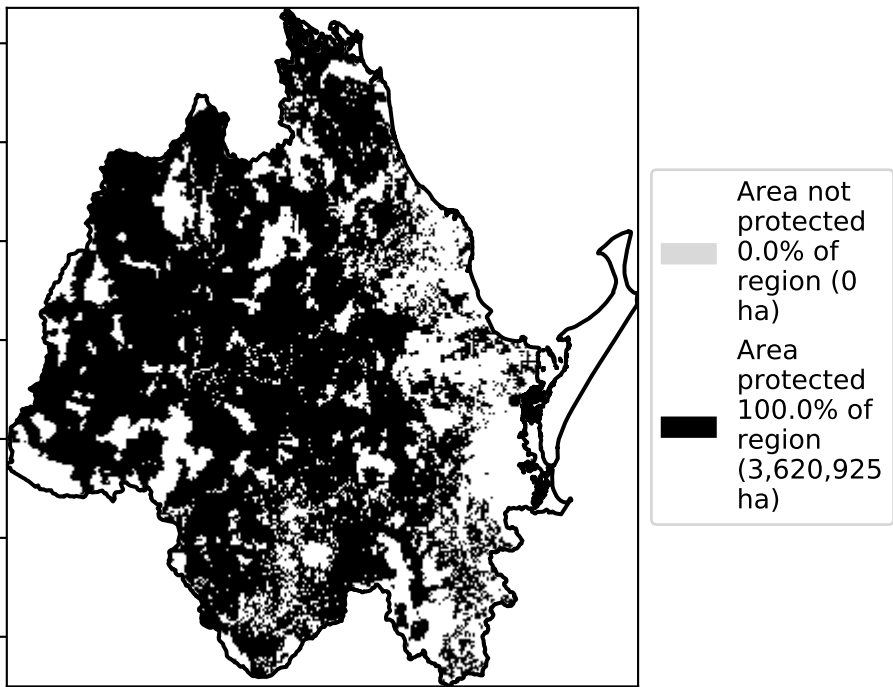 Area not
protected
0.0% of
region (0
ha)
Area
protected
100.0% of
region
(3,620,925
ha)